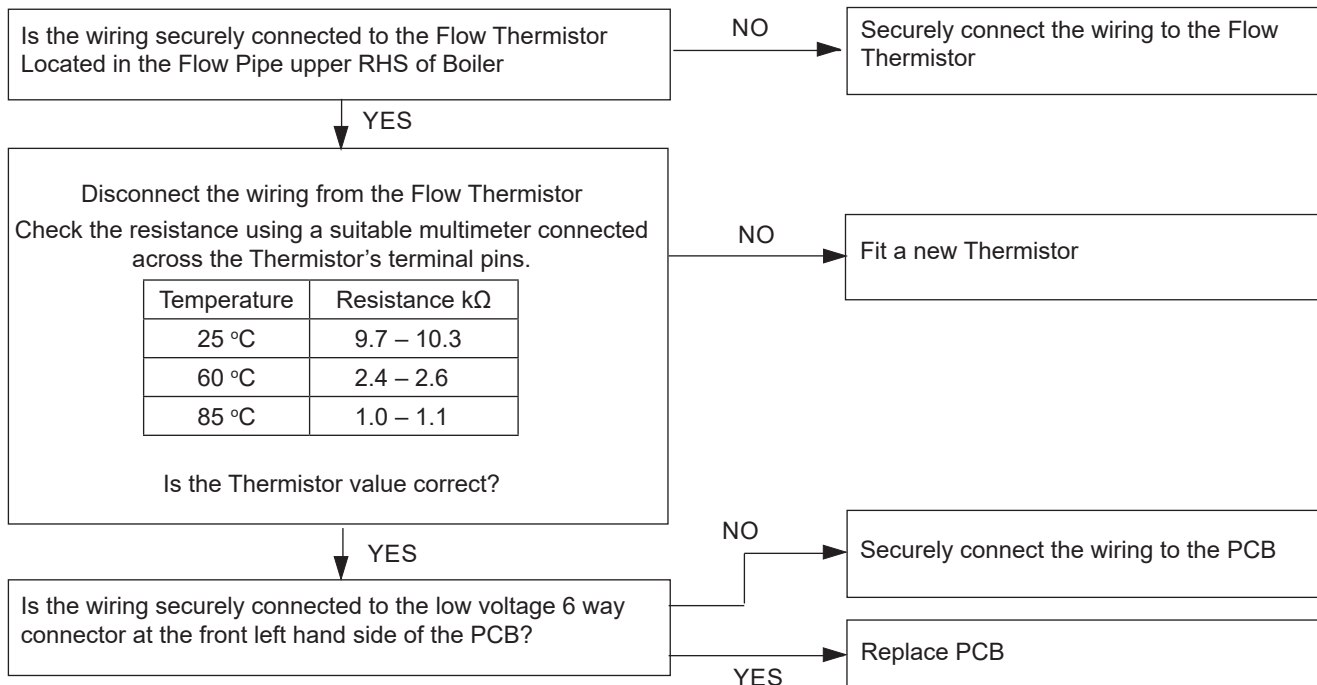 Is the wiring securely connected to the Flow Thermistor
Located in the Flow Pipe upper RHS of Boiler
NO
Securely connect the wiring to the Flow
Thermistor
YES
Disconnect the wiring from the Flow Thermistor
Check the resistance using a suitable multimeter connected
across the Thermistor’s terminal pins.
Temperature Resistance kΩ
25 ºC 9.7 – 10.3
60 ºC 2.4 – 2.6
85 ºC 1.0 – 1.1
Is the Thermistor value correct?
NO
Fit a new Thermistor
YES
Is the wiring securely connected to the low voltage 6 way
connector at the front left hand side of the PCB?
NO
Securely connect the wiring to the PCB
YES
Replace PCB